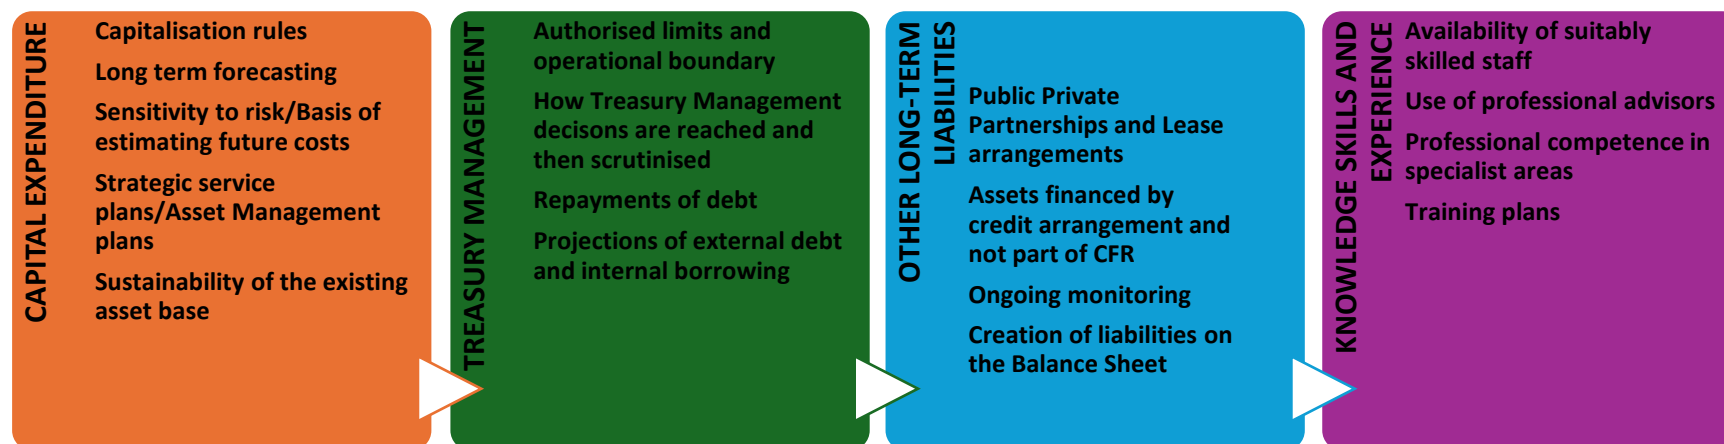 CAPITAL EXPENDITURE
Capitalisation rules
Long term forecasting
Sensitivity to risk/Basis of
estimating future costs
Strategic service
plans/Asset Management
plans
Sustainability of the existing
asset base
TREASURY MANAGEMENT
Authorised limits and
operational boundary
How Treasury Management
decisons are reached and
then scrutinised
Repayments of debt
Projections of external debt
and internal borrowing
OTHER LONG-TERM
LIABILITIES
Public Private
Partnerships and Lease
arrangements
Assets financed by
credit arrangement and
not part of CFR
Ongoing monitoring
Creation of liabilities on
the Balance Sheet
KNOWLEDGE SKILLS AND
EXPERIENCE
Availability of suitably
skilled staff
Use of professional advisors
Professional competence in
specialist areas
Training plans